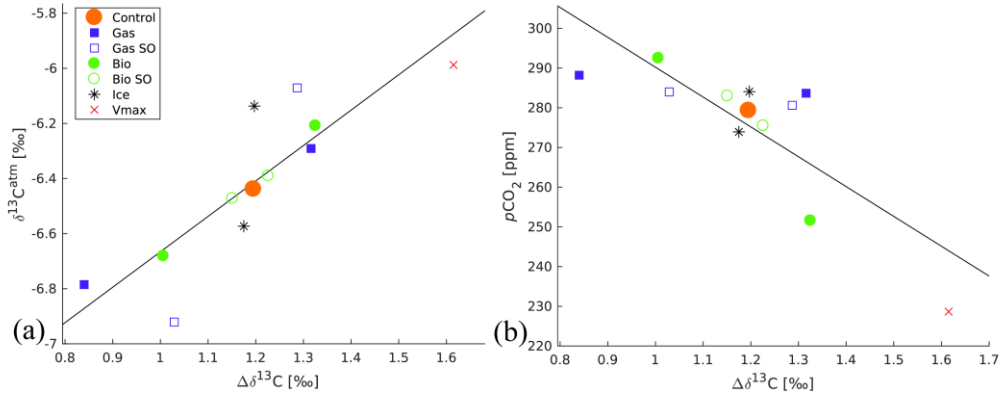 Control
Gas
Gas SO
Bio
Bio SO
Ice
Vmax
-5.8
-6
-6.2
-6.4
-6.6
-6.8
-7
δ¹³Cᵃᵗᵐ [‰]
(a)
0.8 0.9 1 1.1 1.2 1.3 1.4 1.5 1.6
Δδ¹³C [‰]
300
290
280
270
260
250
240
230
220
pCO₂ [ppm]
(b)
0.8 0.9 1 1.1 1.2 1.3 1.4 1.5 1.6 1.7
Δδ¹³C [‰]